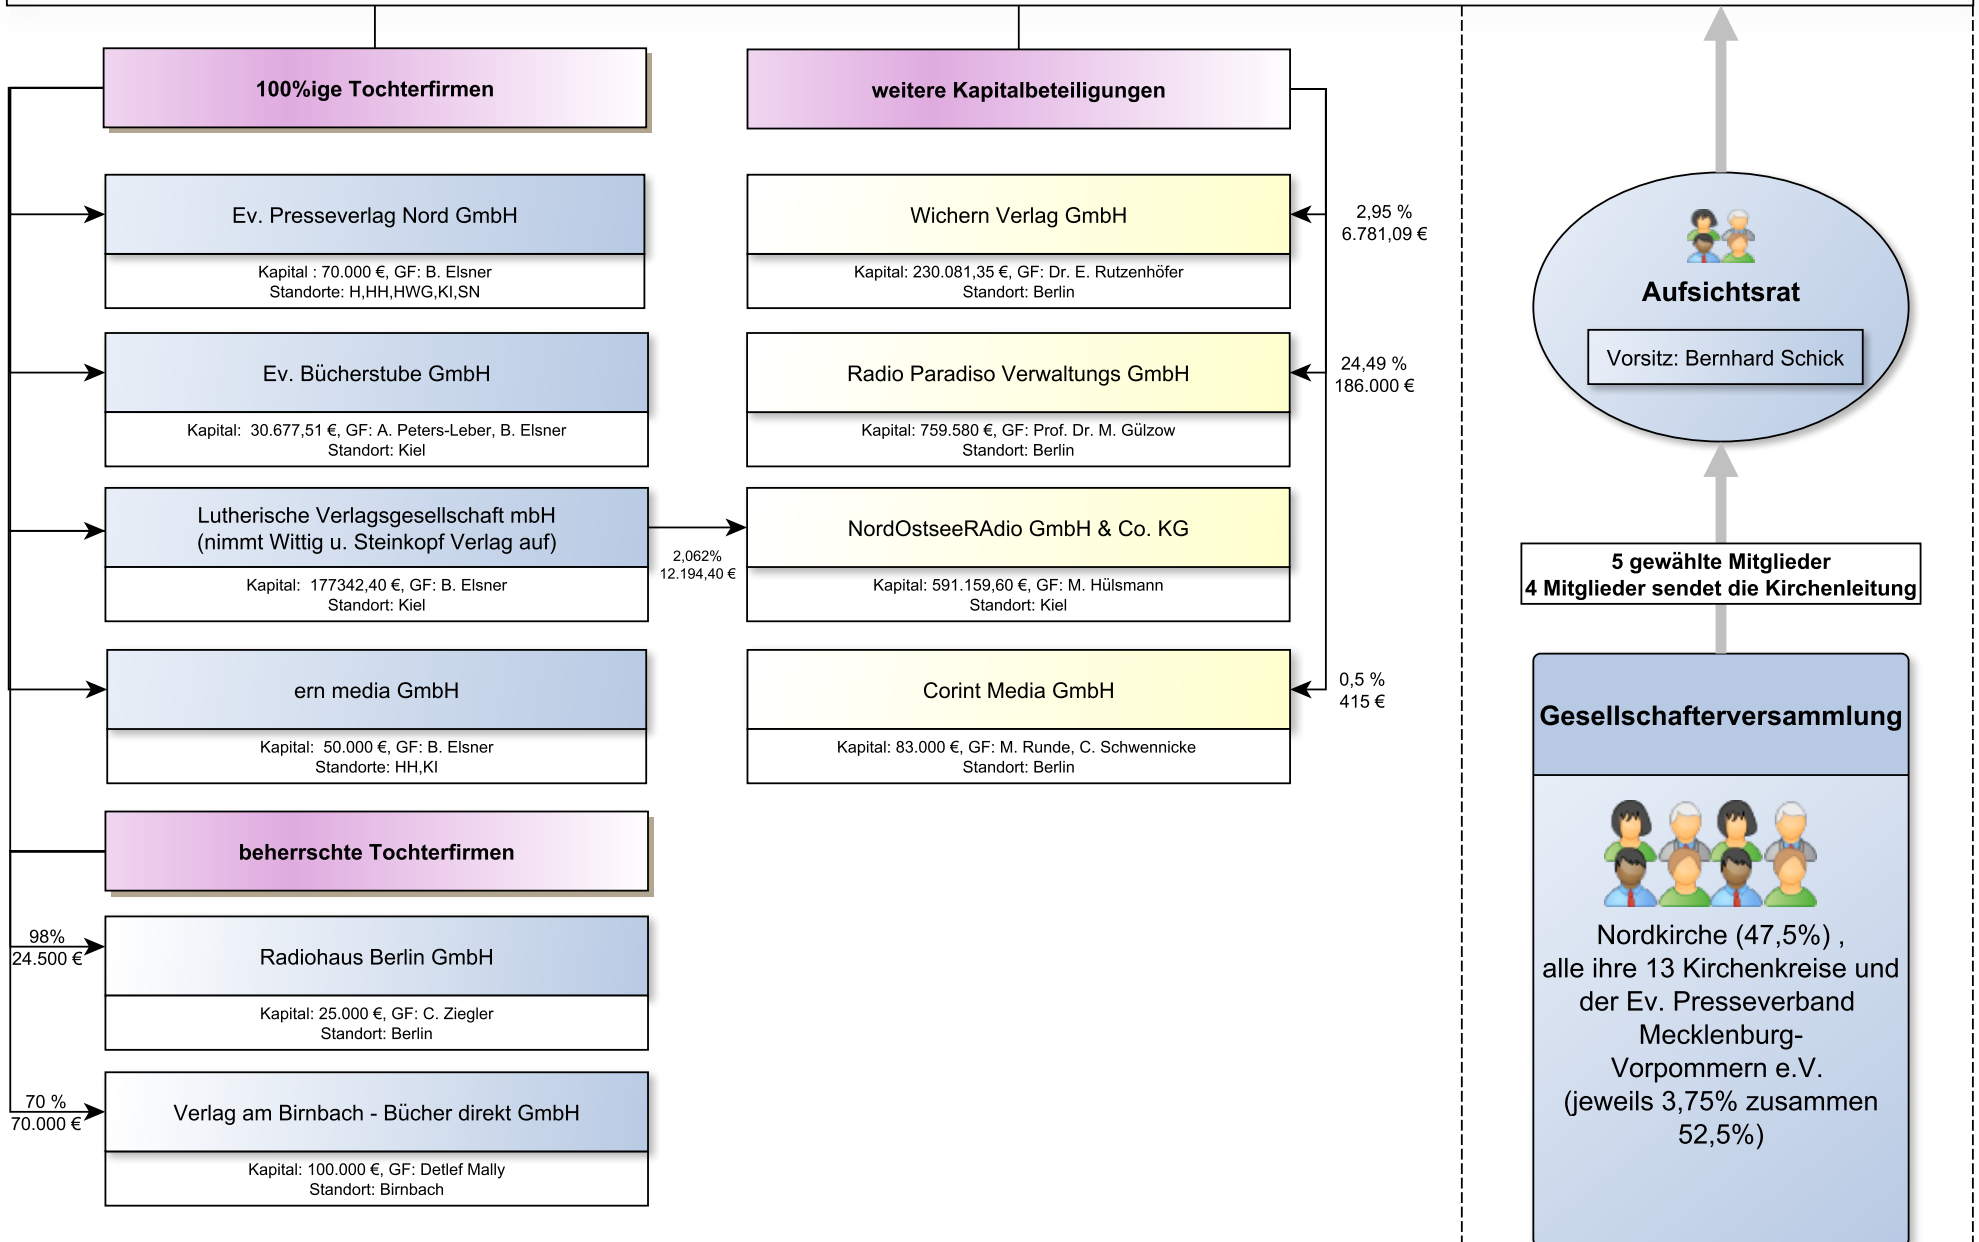 100%ige Tochterfirmen
Ev. Presseverlag Nord GmbH
Kapital : 70.000 €, GF: B. Elsner
Standorte: H,HH,HWG,KI,SN
Ev. Bücherstube GmbH
Kapital:  30.677,51 €, GF: A. Peters-Leber, B. Elsner
Standort: Kiel
Lutherische Verlagsgesellschaft mbH
(nimmt Wittig u. Steinkopf Verlag auf)
Kapital:  177342,40 €, GF: B. Elsner
Standort: Kiel
2,062%
12.194,40 €
ern media GmbH
Kapital:  50.000 €, GF: B. Elsner
Standorte: HH,KI
beherrschte Tochterfirmen
98%
24.500 €
Radiohaus Berlin GmbH
Kapital: 25.000 €, GF: C. Ziegler
Standort: Berlin
70 %
70.000 €
Verlag am Birnbach - Bücher direkt GmbH
Kapital: 100.000 €, GF: Detlef Mally
Standort: Birnbach
weitere Kapitalbeteiligungen
Wichern Verlag GmbH
Kapital: 230.081,35 €, GF: Dr. E. Rutzenhöfer
Standort: Berlin
2,95 %
6.781,09 €
Radio Paradiso Verwaltungs GmbH
Kapital: 759.580 €, GF: Prof. Dr. M. Gülzow
Standort: Berlin
24,49 %
186.000 €
NordOstseeRAdio GmbH & Co. KG
Kapital: 591.159,60 €, GF: M. Hülsmann
Standort: Kiel
Corint Media GmbH
Kapital: 83.000 €, GF: M. Runde, C. Schwennicke
Standort: Berlin
0,5 %
415 €
Aufsichtsrat
Vorsitz: Bernhard Schick
5 gewählte Mitglieder
4 Mitglieder sendet die Kirchenleitung
Gesellschafterversammlung
Nordkirche (47,5%) ,
alle ihre 13 Kirchenkreise und
der Ev. Presseverband
Mecklenburg-
Vorpommern e.V.
(jeweils 3,75% zusammen
52,5%)